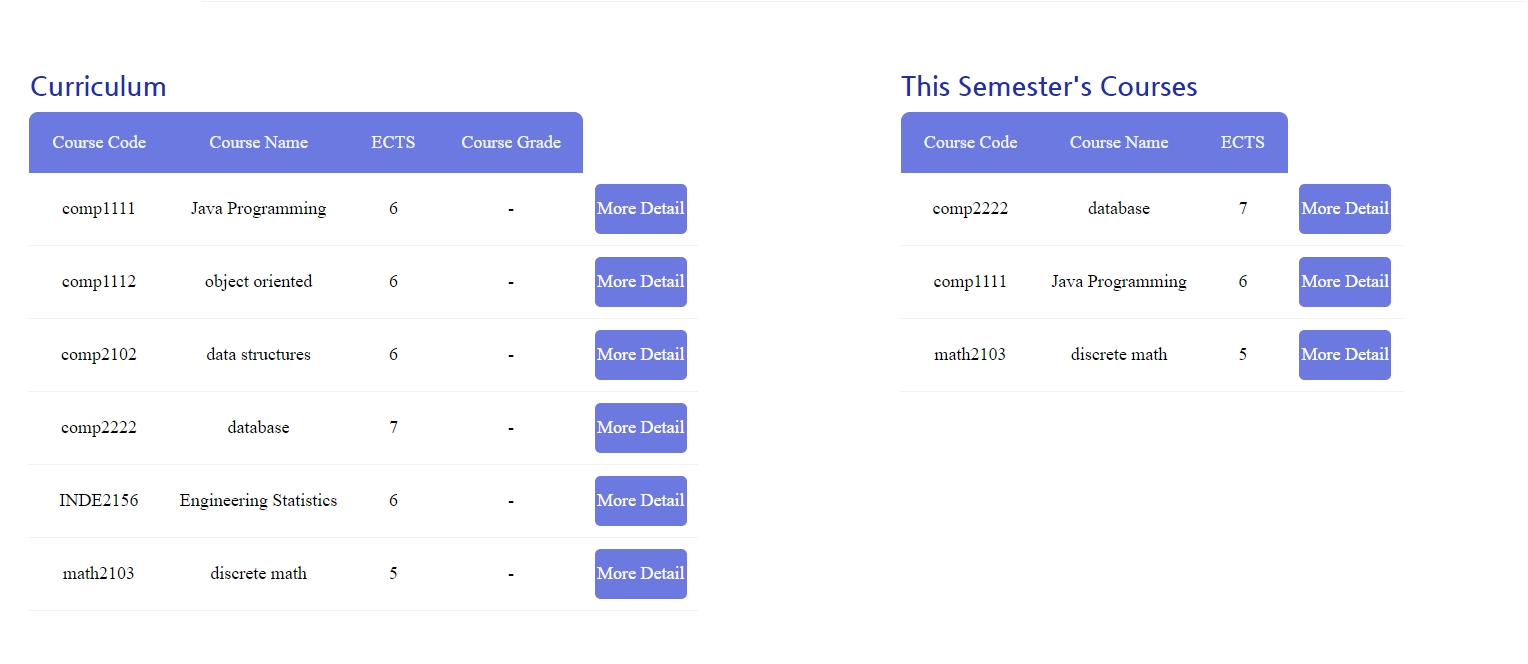 Curriculum
Course Code Course Name ECTS Course Grade
comp1111 Java Programming 6 - More Detail
comp1112 object oriented 6 - More Detail
comp2102 data structures 6 - More Detail
comp2222 database 7 - More Detail
INDE2156 Engineering Statistics 6 - More Detail
math2103 discrete math 5 - More Detail
This Semester's Courses
Course Code Course Name ECTS
comp2222 database 7 More Detail
comp1111 Java Programming 6 More Detail
math2103 discrete math 5 More Detail